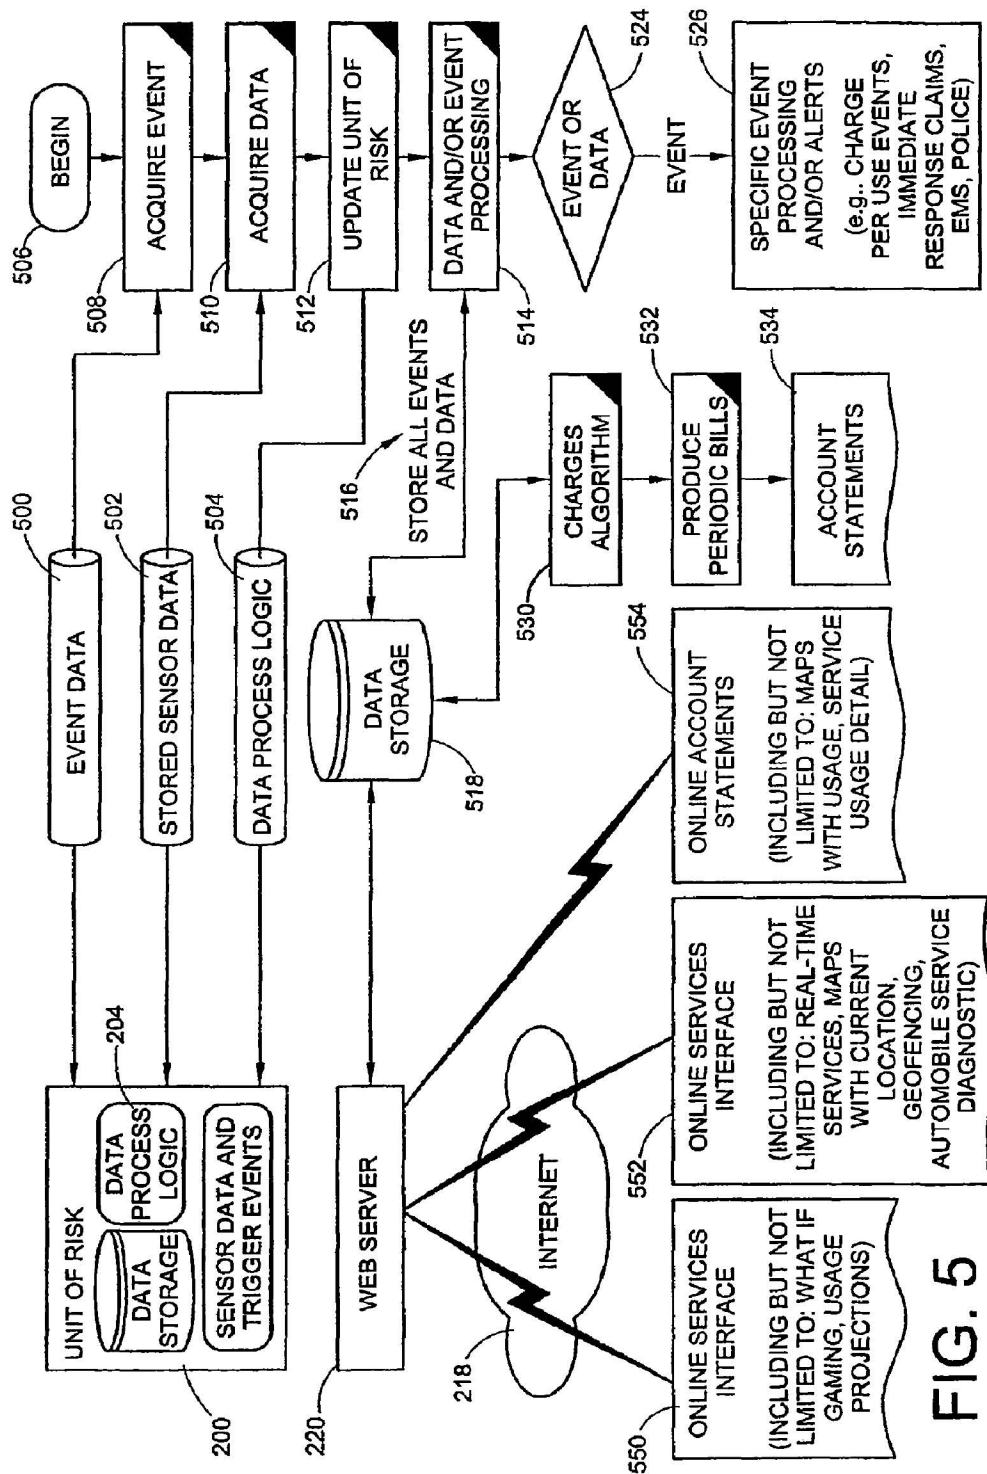 UNIT OF RISK
DATA
STORAGE
DATA
PROCESS
LOGIC
204
SENSOR DATA AND
TRIGGER EVENTS
200
EVENT DATA
500
STORED SENSOR DATA
502
DATA PROCESS LOGIC
504
506
BEGIN
508
ACQUIRE EVENT
510
ACQUIRE DATA
512
UPDATE UNIT OF
RISK
DATA AND/OR EVENT
PROCESSING
514
516
STORE ALL EVENTS
AND DATA
EVENT OR
DATA
524
EVENT
SPECIFIC EVENT
PROCESSING
AND/OR ALERTS
(e.g.. CHARGE
PER USE EVENTS,
IMMEDIATE
RESPONSE CLAIMS,
EMS, POLICE)
526
220
WEB SERVER
DATA
STORAGE
518
CHARGES
ALGORITHM
530
PRODUCE
PERIODIC BILLS
532
ACCOUNT
STATEMENTS
534
218
INTERNET
550
ONLINE SERVICES
INTERFACE
(INCLUDING BUT NOT
LIMITED TO: WHAT IF
GAMING, USAGE
PROJECTIONS)
552
ONLINE SERVICES
INTERFACE
(INCLUDING BUT NOT
LIMITED TO: REAL-TIME
SERVICES, MAPS
WITH CURRENT
LOCATION,
GEOFENCING,
AUTOMOBILE SERVICE
DIAGNOSTIC)
554
ONLINE ACCOUNT
STATEMENTS
(INCLUDING BUT NOT
LIMITED TO: MAPS
WITH USAGE, SERVICE
USAGE DETAIL)
FIG. 5